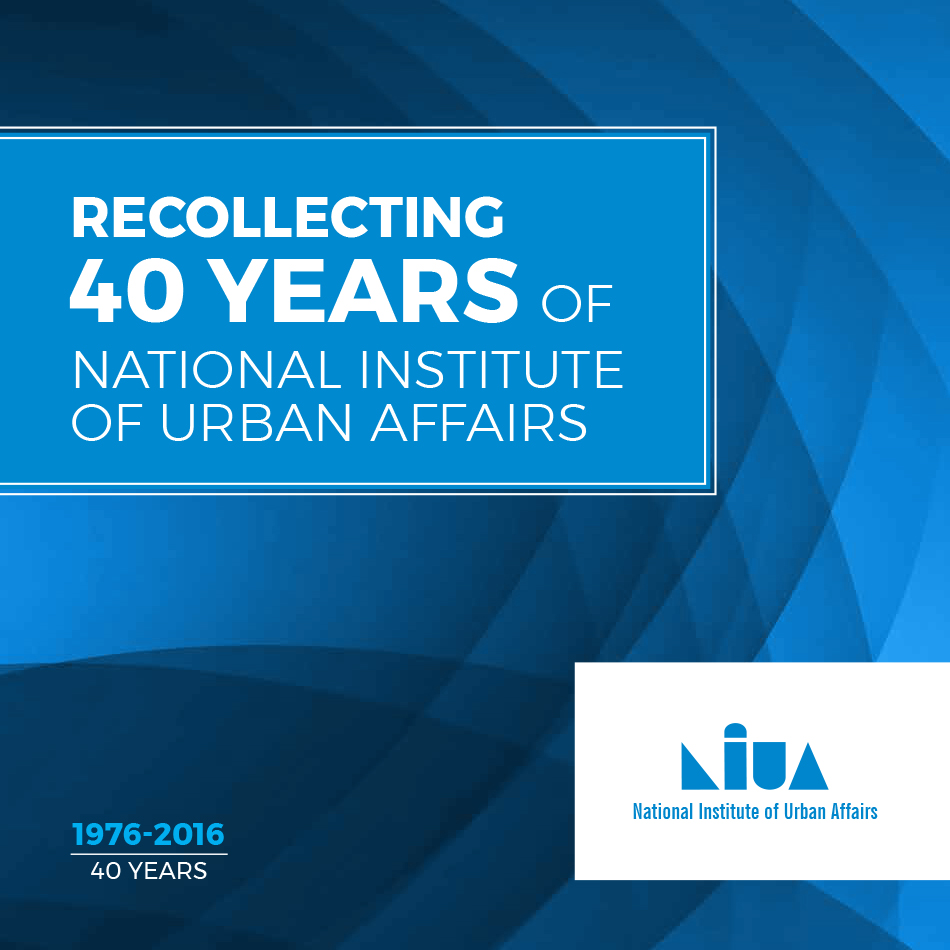 RECOLLECTING
40 YEARS OF
NATIONAL INSTITUTE
OF URBAN AFFAIRS
NiUA
National Institute of Urban Affairs
1976-2016
40 YEARS